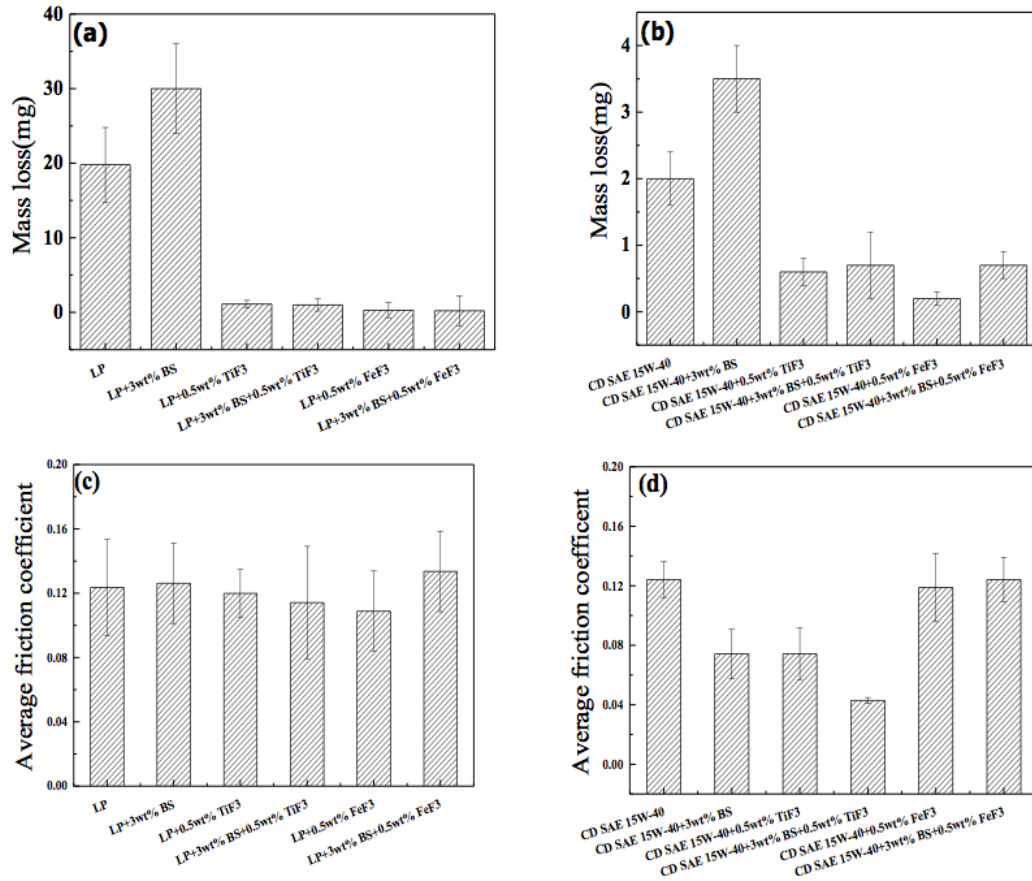 (a)
Mass loss(mg)
40
30
20
10
0
LP
LP+3wt% BS
LP+0.5wt% TiF3
LP+3wt% BS+0.5wt% TiF3
LP+0.5wt% FeF3
LP+3wt% BS+0.5wt% FeF3
(b)
Mass loss(mg)
4
3
2
1
0
CD SAE 15W-40
CD SAE 15W-40+3wt% BS
CD SAE 15W-40+0.5wt% TiF3
CD SAE 15W-40+3wt% BS+0.5wt% TiF3
CD SAE 15W-40+0.5wt% FeF3
CD SAE 15W-40+3wt% BS+0.5wt% FeF3
(c)
Average friction coefficient
0.20
0.16
0.12
0.08
0.04
0.00
LP
LP+3wt% BS
LP+0.5wt% TiF3
LP+3wt% BS+0.5wt% TiF3
LP+0.5wt% FeF3
LP+3wt% BS+0.5wt% FeF3
(d)
Average friction coefficent
0.20
0.16
0.12
0.08
0.04
0.00
CD SAE 15W-40
CD SAE 15W-40+3wt% BS
CD SAE 15W-40+0.5wt% TiF3
CD SAE 15W-40+3wt% BS+0.5wt% TiF3
CD SAE 15W-40+0.5wt% FeF3
CD SAE 15W-40+3wt% BS+0.5wt% FeF3